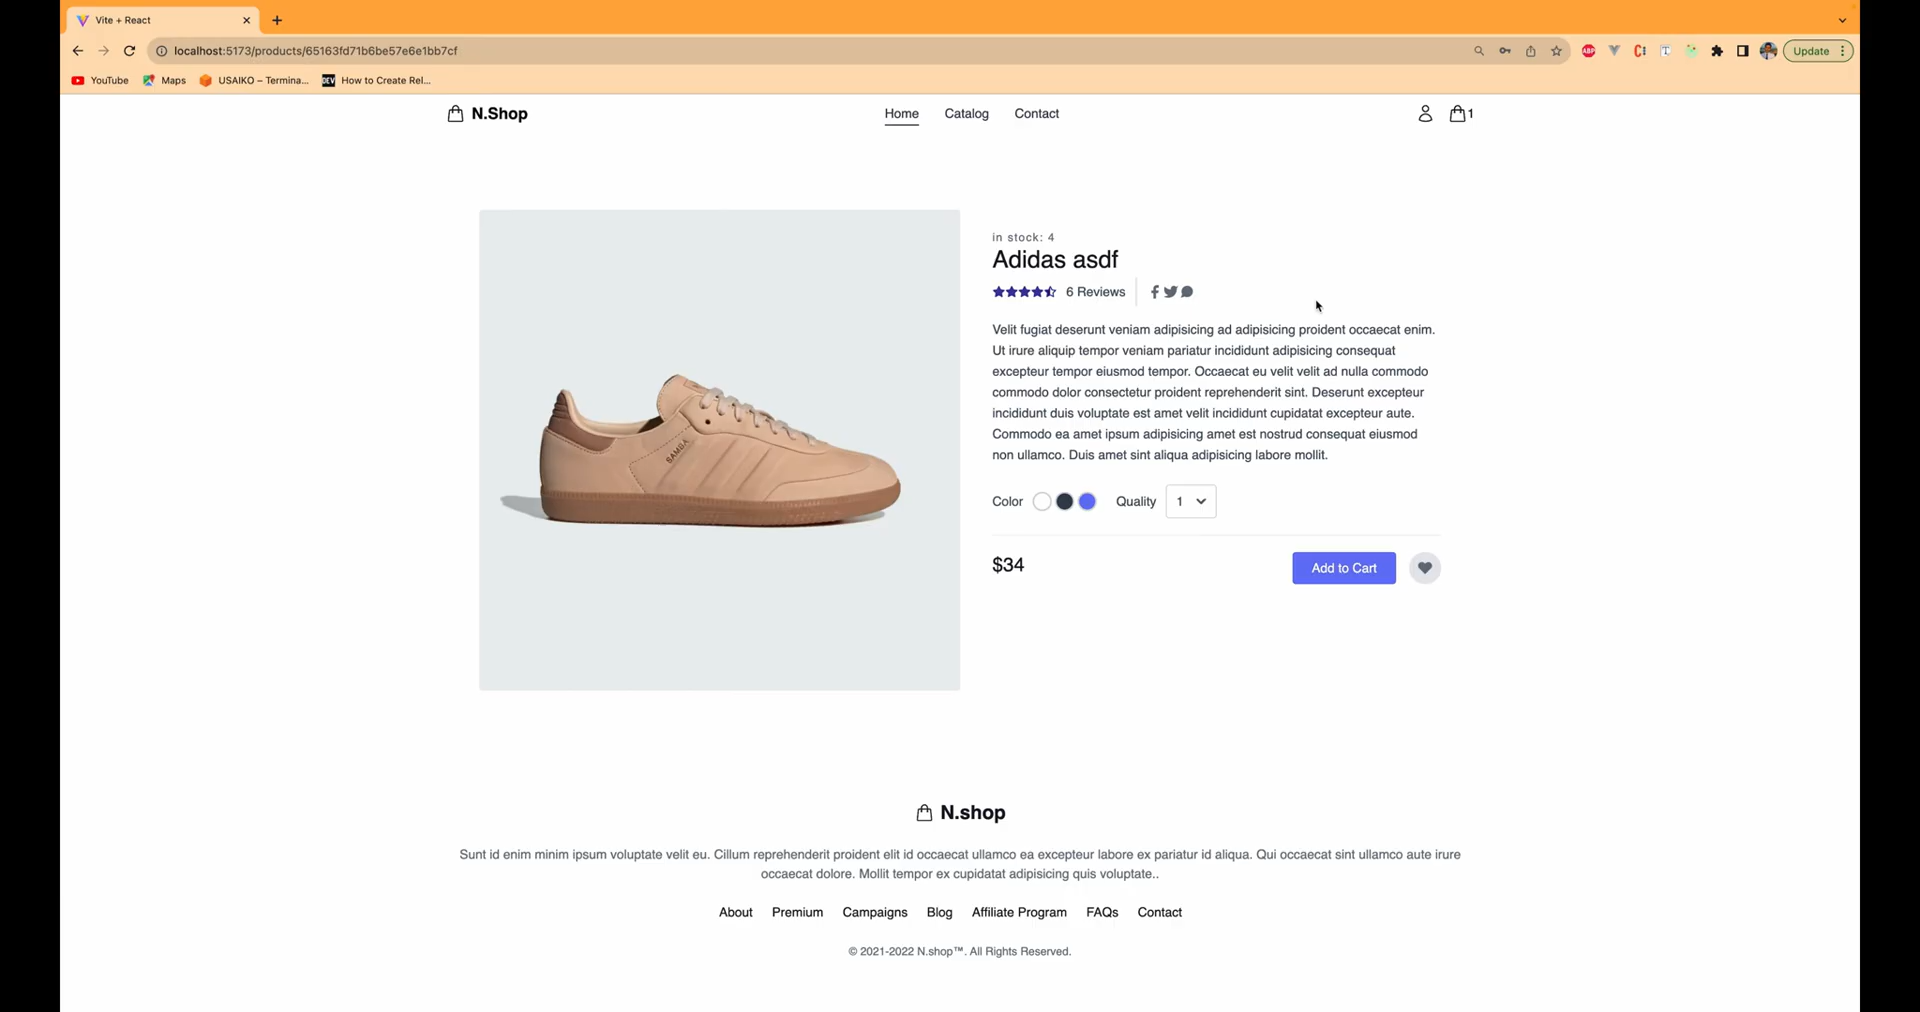 Vite + React
localhost:5173/products/65163fd71b6be57e6e1bb7cf
ABP
Update
YouTube
Maps
USAIKO – Termina...
DEV
How to Create Rel...
N.Shop
Home
Catalog
Contact
1
in stock: 4
Adidas asdf
6 Reviews
Velit fugiat deserunt veniam adipisicing ad adipisicing proident occaecat enim.
Ut irure aliquip tempor veniam pariatur incididunt adipisicing consequat
excepteur tempor eiusmod tempor. Occaecat eu velit velit ad nulla commodo
commodo dolor consectetur proident reprehenderit sint. Deserunt excepteur
incididunt duis voluptate est amet velit incididunt cupidatat excepteur aute.
Commodo ea amet ipsum adipisicing amet est nostrud consequat eiusmod
non ullamco. Duis amet sint aliqua adipisicing labore mollit.
SAMBA
Color
Quality
1
$34
Add to Cart
N.shop
Sunt id enim minim ipsum voluptate velit eu. Cillum reprehenderit proident elit id occaecat ullamco ea excepteur labore ex pariatur id aliqua. Qui occaecat sint ullamco aute irure
occaecat dolore. Mollit tempor ex cupidatat adipisicing quis voluptate..
About
Premium
Campaigns
Blog
Affiliate Program
FAQs
Contact
© 2021-2022 N.shop™. All Rights Reserved.